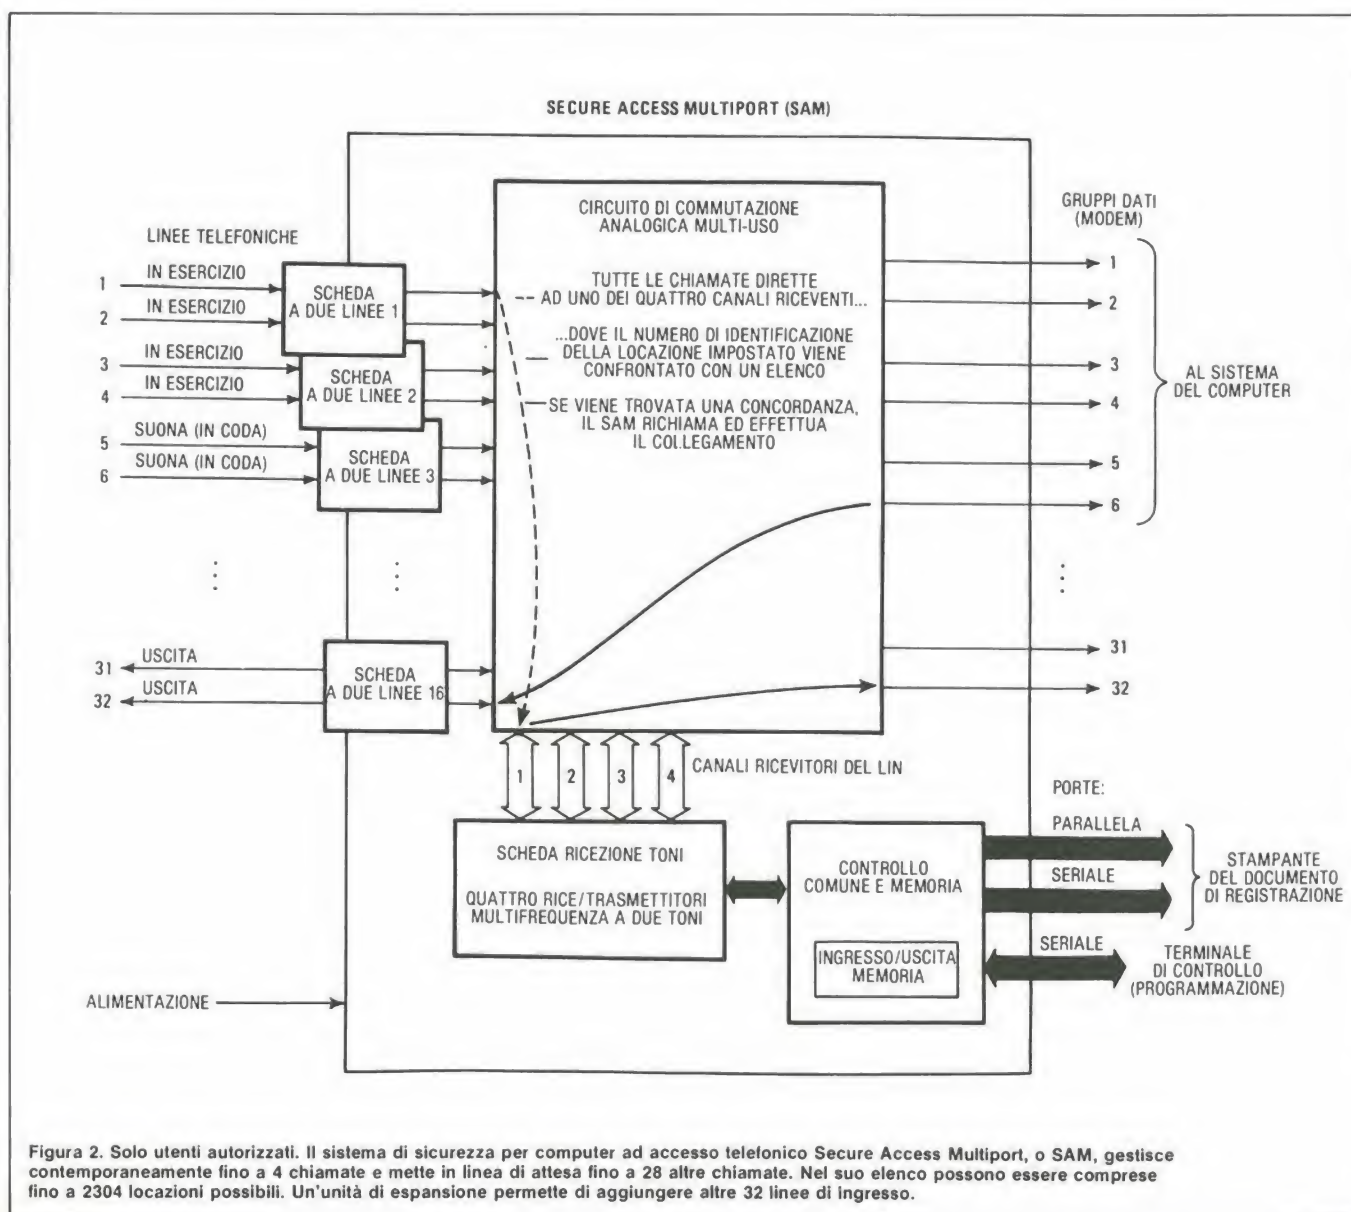 SECURE ACCESS MULTIPORT (SAM)
LINEE TELEFONICHE
1
IN ESERCIZIO
2
IN ESERCIZIO
3
IN ESERCIZIO
4
IN ESERCIZIO
5
SUONA (IN CODA)
6
SUONA (IN CODA)
31
USCITA
32
USCITA
SCHEDA
A DUE LINEE 1
SCHEDA
A DUE LINEE 2
SCHEDA
A DUE LINEE 3
SCHEDA
A DUE LINEE 16
CIRCUITO DI COMMUTAZIONE
ANALOGICA MULTI-USO
TUTTE LE CHIAMATE DIRETTE
AD UNO DEI QUATTRO CANALI RICEVENTI...
...DOVE IL NUMERO DI IDENTIFICAZIONE
DELLA LOCAZIONE IMPOSTATO VIENE
CONFRONTATO CON UN ELENCO
SE VIENE TROVATA UNA CONCORDANZA,
IL SAM RICHIAMA ED EFFETTUA
IL COLLEGAMENTO
GRUPPI DATI
(MODEM)
1
2
3
4
5
6
31
32
AL SISTEMA
DEL COMPUTER
1
2
3
4
CANALI RICEVITORI DEL LIN
SCHEDA RICEZIONE TONI
QUATTRO RICE/TRASMETTITORI
MULTIFREQUENZA A DUE TONI
CONTROLLO
COMUNE E MEMORIA
INGRESSO/USCITA
MEMORIA
PORTE:
PARALLELA
SERIALE
STAMPANTE
DEL DOCUMENTO
DI REGISTRAZIONE
SERIALE
TERMINALE
DI CONTROLLO
(PROGRAMMAZIONE)
ALIMENTAZIONE
Figura 2. Solo utenti autorizzati. Il sistema di sicurezza per computer ad accesso telefonico Secure Access Multiport, o SAM, gestisce
contemporaneamente fino a 4 chiamate e mette in linea di attesa fino a 28 altre chiamate. Nel suo elenco possono essere comprese
fino a 2304 locazioni possibili. Un'unità di espansione permette di aggiungere altre 32 linee di ingresso.